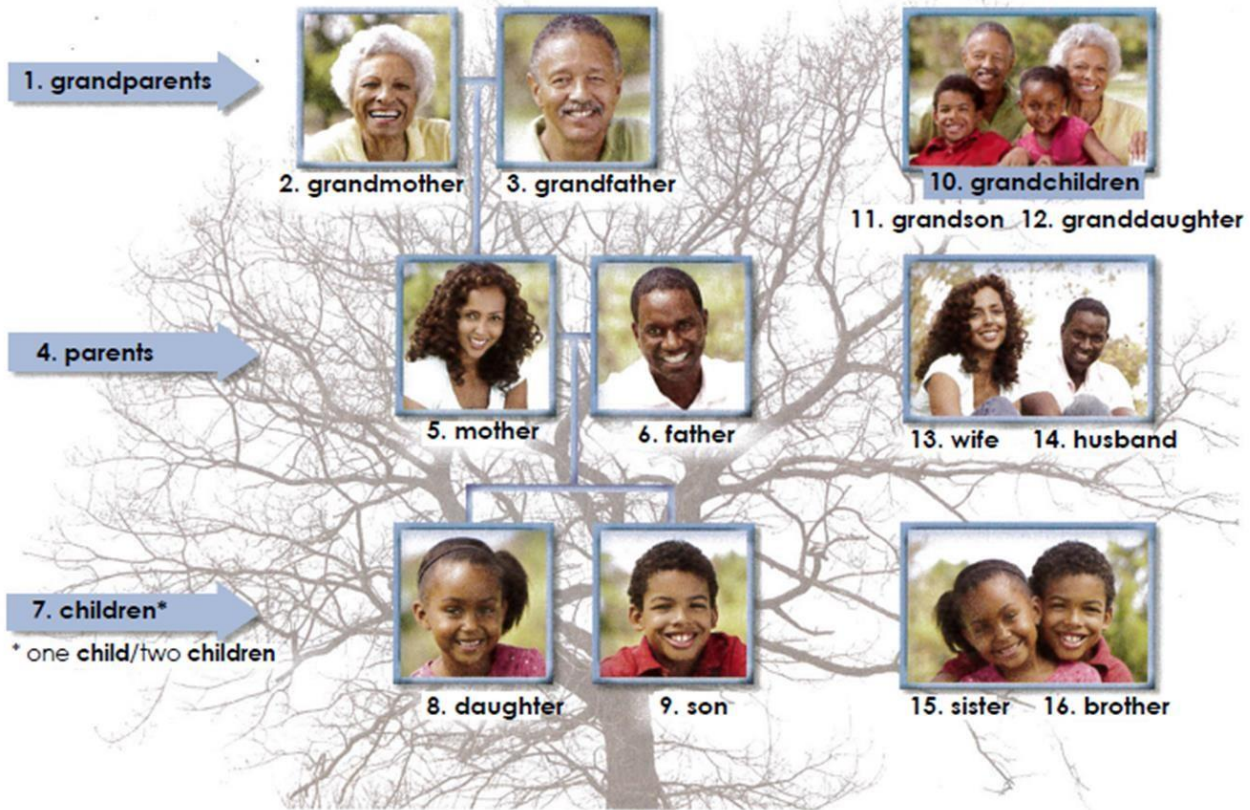 1. grandparents
2. grandmother
3. grandfather
10. grandchildren
11. grandson 12. granddaughter
4. parents
5. mother
6. father
13. wife 14. husband
7. children*
* one child/two children
8. daughter
9. son
15. sister 16. brother